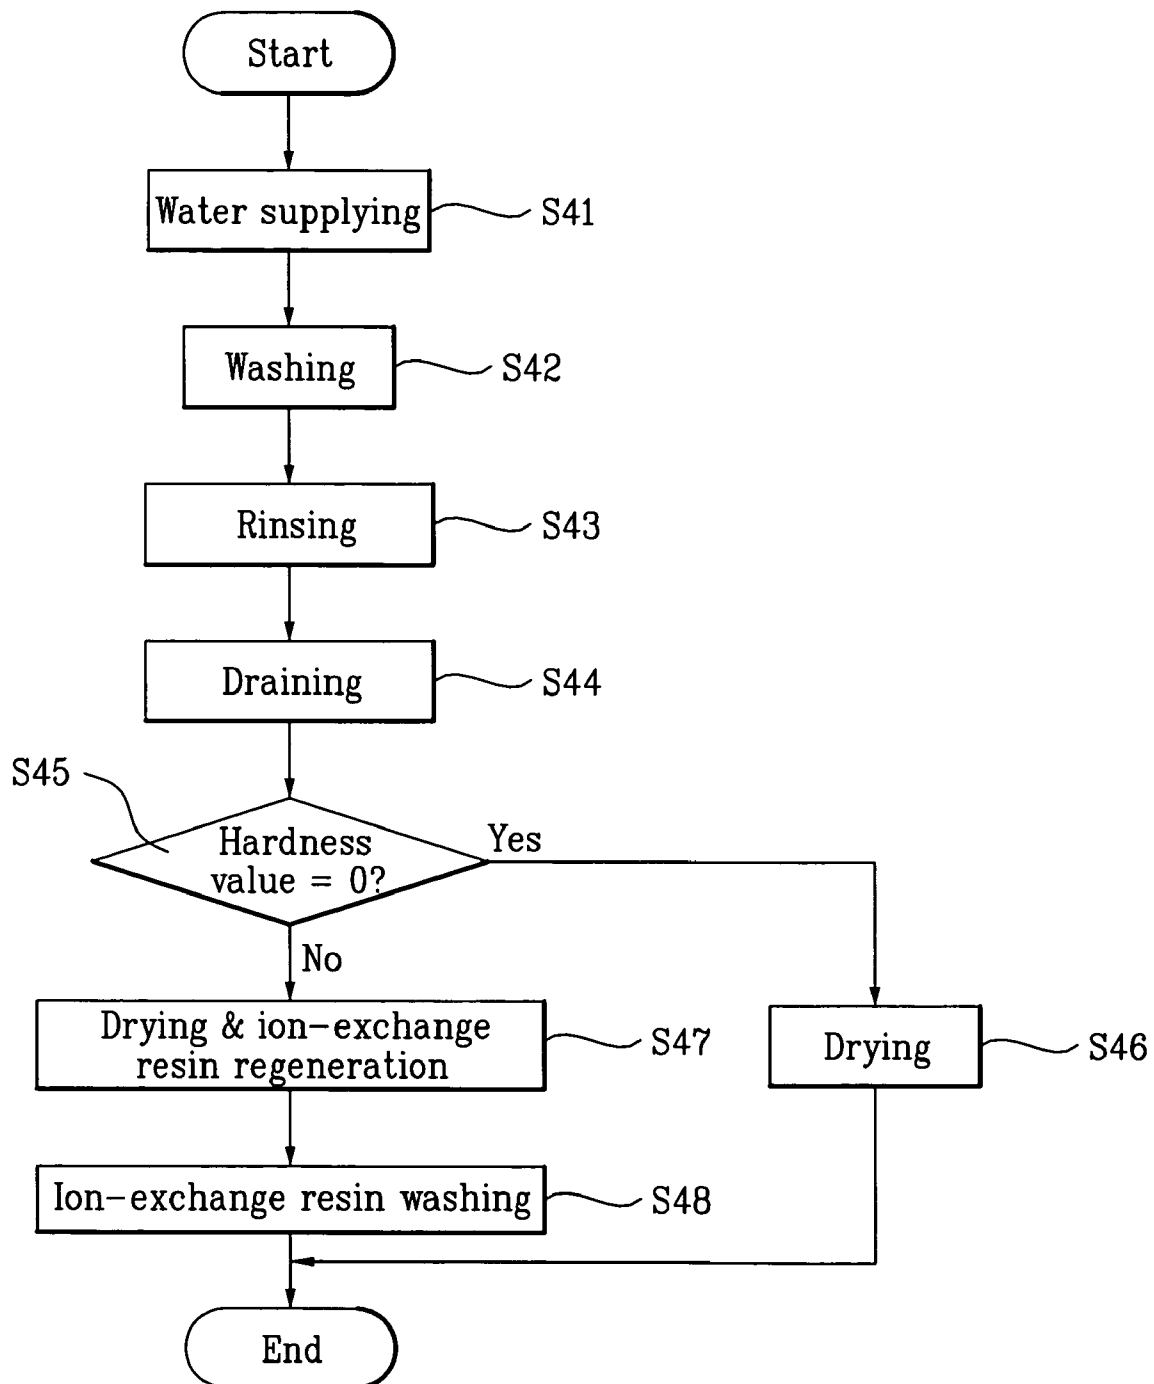 Start
Water supplying
S41
Washing
S42
Rinsing
S43
Draining
S44
S45
Hardness
value = 0?
Yes
No
Drying & ion-exchange
resin regeneration
S47
Drying
S46
Ion-exchange resin washing
S48
End